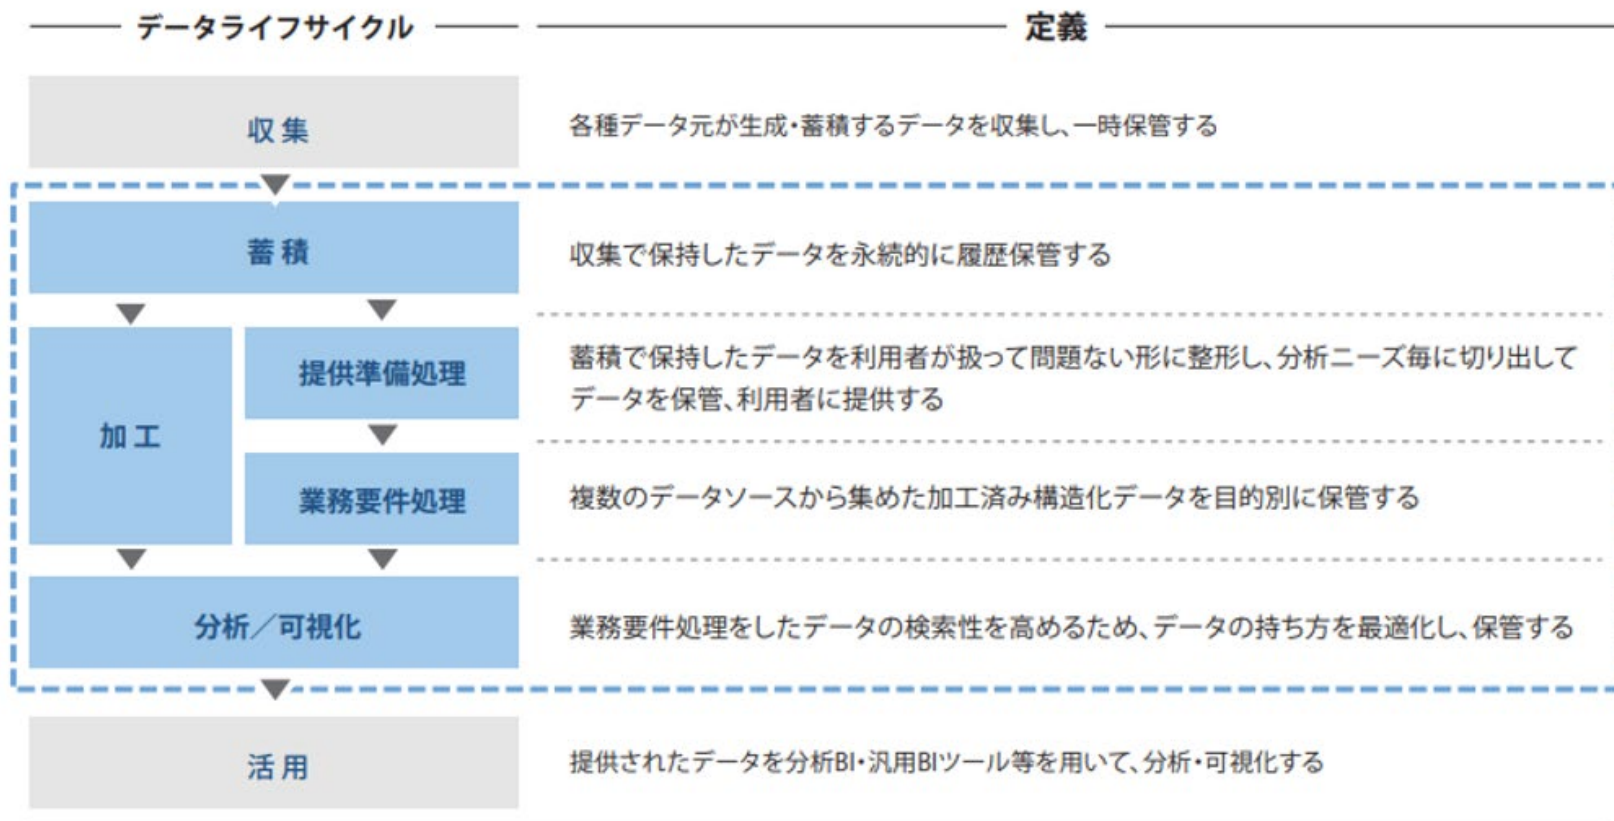 データライフサイクル
定義
収集
各種データ元が生成・蓄積するデータを収集し、一時保管する
蓄積
収集で保持したデータを永続的に履歴保管する
加工
提供準備処理
蓄積で保持したデータを利用者が扱って問題ない形に整形し、分析ニーズ毎に切り出して
データを保管、利用者に提供する
業務要件処理
複数のデータソースから集めた加工済み構造化データを目的別に保管する
分析／可視化
業務要件処理をしたデータの検索性を高めるため、データの持ち方を最適化し、保管する
活用
提供されたデータを分析BI・汎用BIツール等を用いて、分析・可視化する